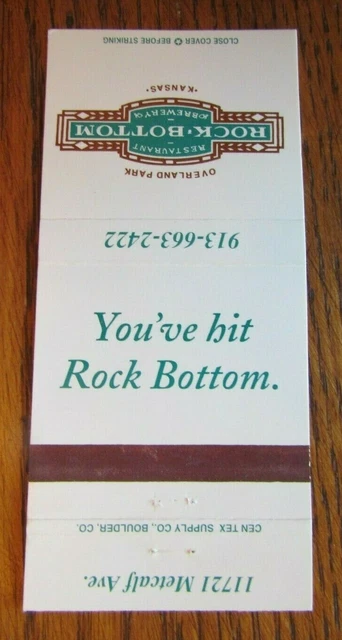 CLOSE COVER BEFORE STRIKING
RESTAURANT
ROCK • BOTTOM
& BREWERY
OVERLAND PARK
• KANSAS •
913-663-2422
You've hit
Rock Bottom.
CEN TEX SUPPLY CO., BOULDER, CO.
11721 Metcalf Ave.